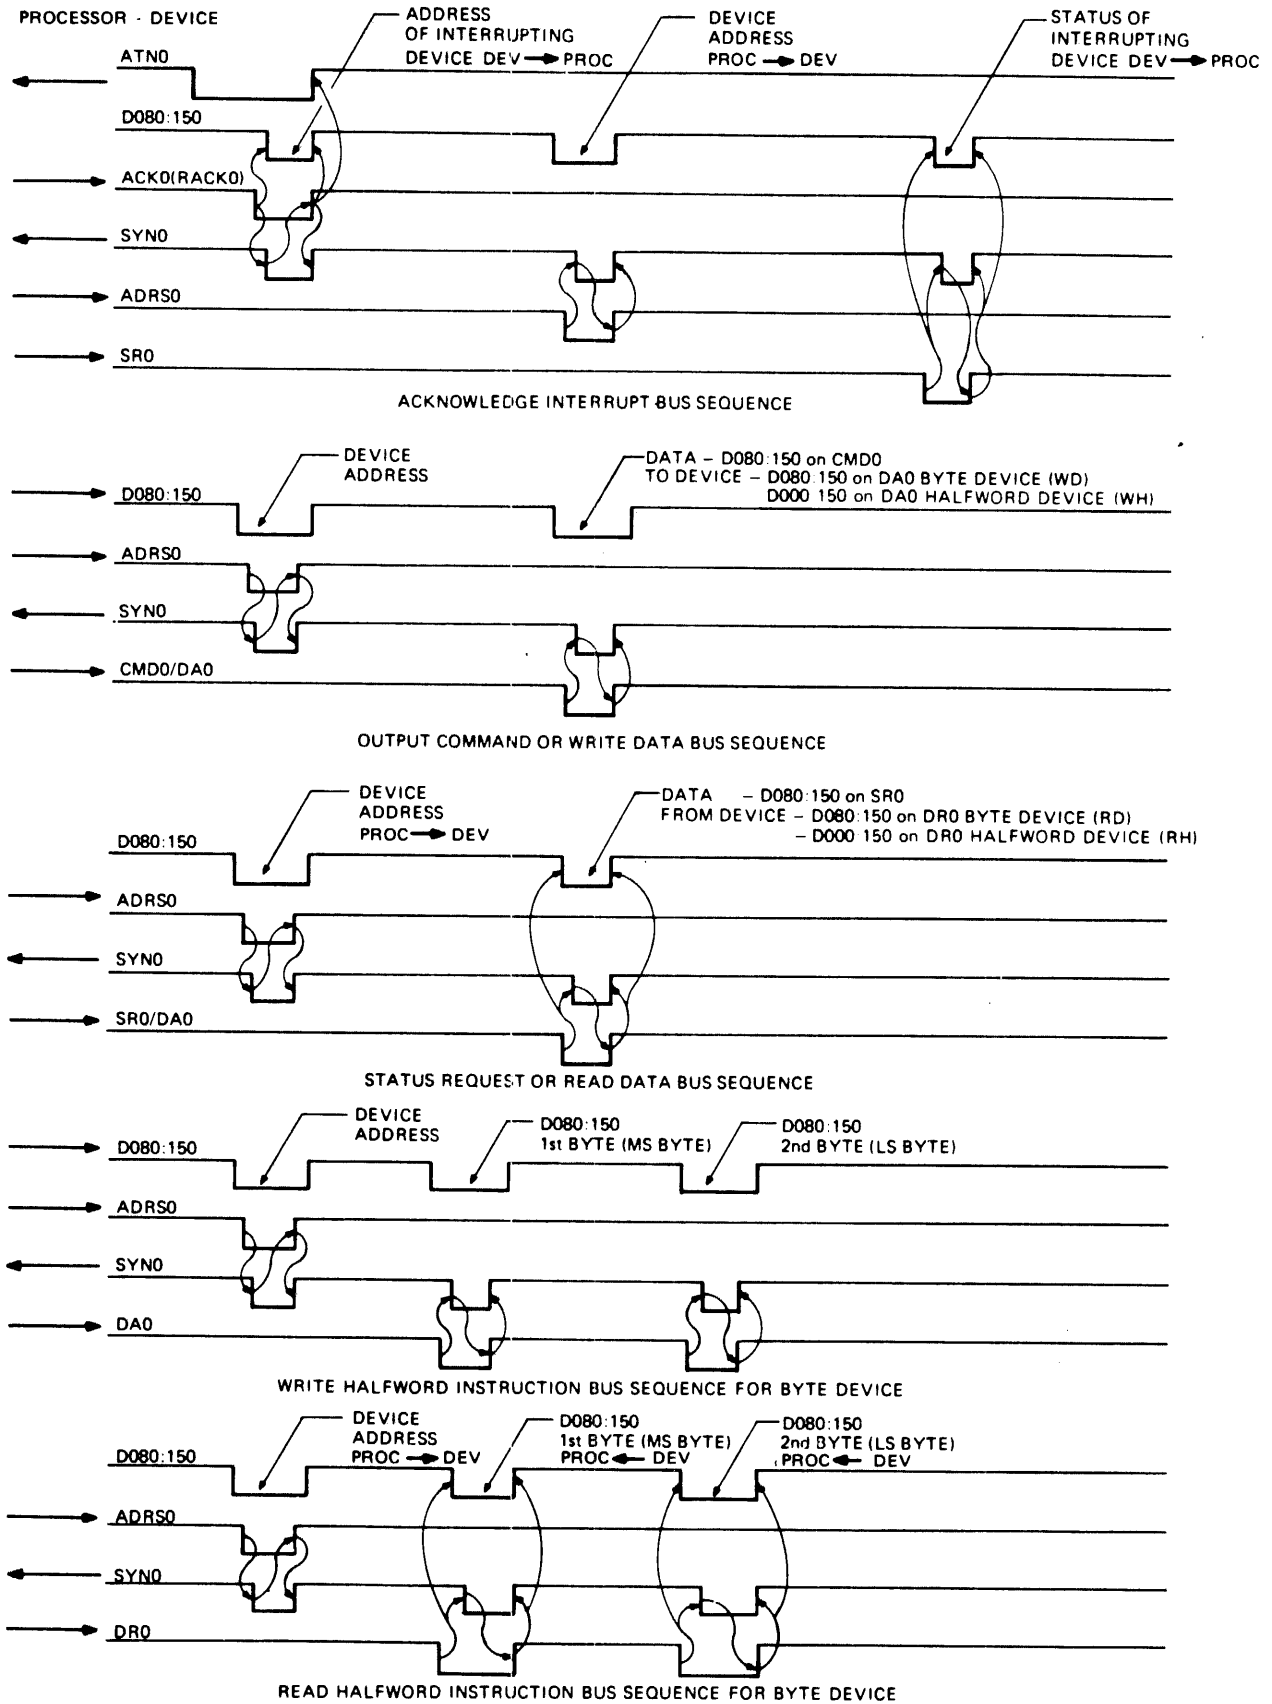 PROCESSOR - DEVICE
ADDRESS
OF INTERRUPTING
DEVICE DEV → PROC
DEVICE
ADDRESS
PROC → DEV
STATUS OF
INTERRUPTING
DEVICE DEV → PROC
ATN0
D080:150
ACK0(RACK0)
SYN0
ADRS0
SR0
ACKNOWLEDGE INTERRUPT BUS SEQUENCE
DEVICE
ADDRESS
DATA – D080:150 on CMD0
TO DEVICE – D080:150 on DA0 BYTE DEVICE (WD)
D000 150 on DA0 HALFWORD DEVICE (WH)
D080:150
ADRS0
SYN0
CMD0/DA0
OUTPUT COMMAND OR WRITE DATA BUS SEQUENCE
DEVICE
ADDRESS
PROC → DEV
DATA – D080:150 on SR0
FROM DEVICE – D080:150 on DR0 BYTE DEVICE (RD)
– D000:150 on DR0 HALFWORD DEVICE (RH)
D080:150
ADRS0
SYN0
SR0/DA0
STATUS REQUEST OR READ DATA BUS SEQUENCE
DEVICE
ADDRESS
D080:150
1st BYTE (MS BYTE)
D080:150
2nd BYTE (LS BYTE)
D080:150
ADRS0
SYN0
DA0
WRITE HALFWORD INSTRUCTION BUS SEQUENCE FOR BYTE DEVICE
DEVICE
ADDRESS
PROC → DEV
D080:150
1st BYTE (MS BYTE)
PROC ← DEV
D080:150
2nd BYTE (LS BYTE)
PROC ← DEV
D080:150
ADRS0
SYN0
DR0
READ HALFWORD INSTRUCTION BUS SEQUENCE FOR BYTE DEVICE